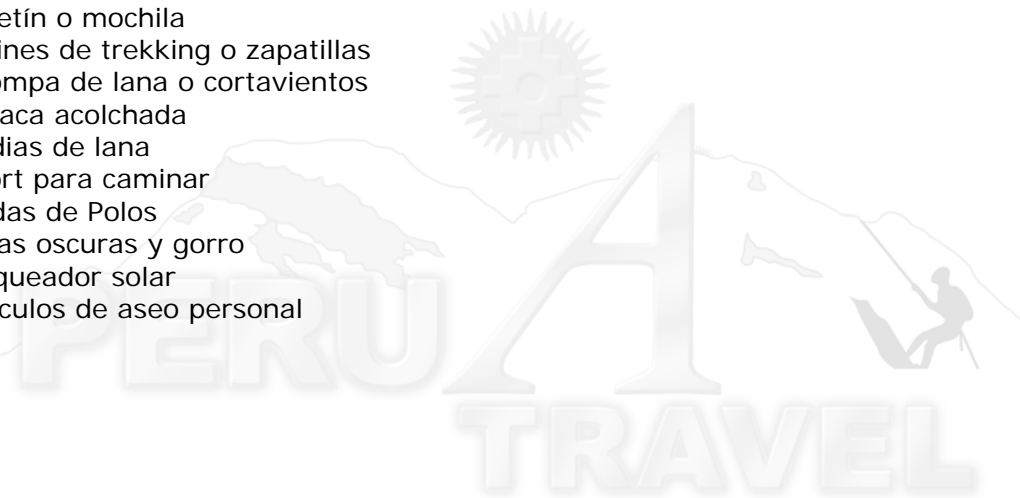 etín o mochila
ines de trekking o zapatillas
ompa de lana o cortavientos
aca acolchada
dias de lana
ort para caminar
das de Polos
as oscuras y gorro
queador solar
culos de aseo personal
PERU A
TRAVEL